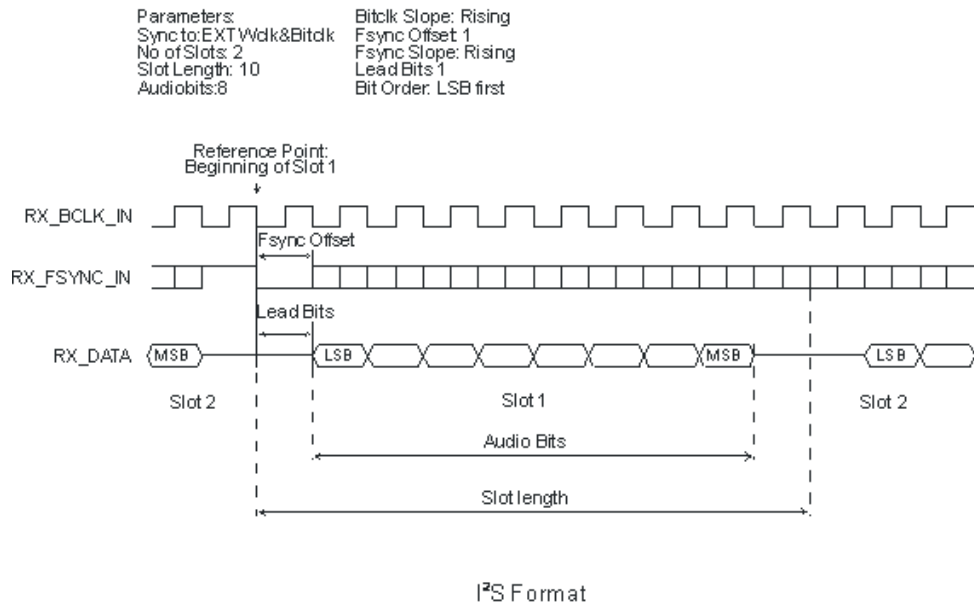 Parameters:
Sync to:EXT Wclk&Bitclk
No of Slots: 2
Slot Length: 10
Audiobits:8
Bitclk Slope: Rising
Fsync Offset: 1
Fsync Slope: Rising
Lead Bits 1
Bit Order: LSB first
Reference Point:
Beginning of Slot 1
RX_BCLK_IN
Fsync Offset
RX_FSYNC_IN
Lead Bits
RX_DATA
MSB
LSB
MSB
LSB
Slot 2
Slot 1
Slot 2
Audio Bits
Slot length
I²S Format